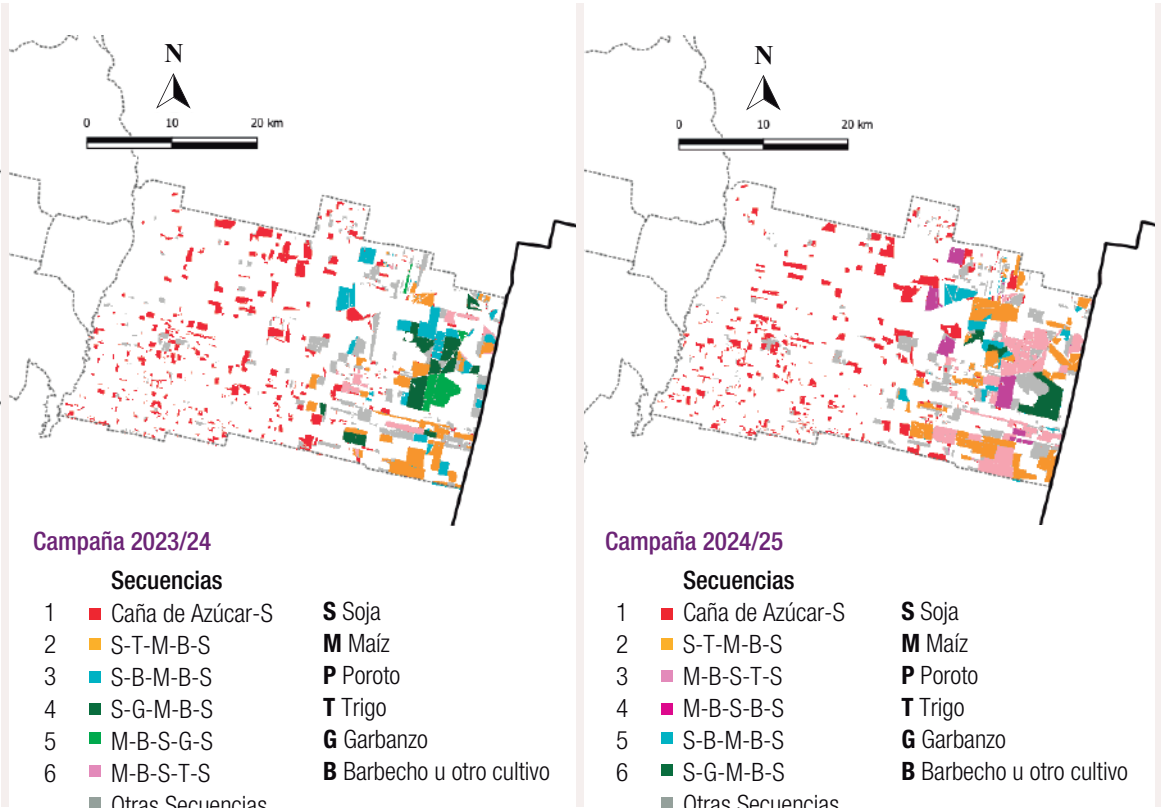 N
0 10 20 km
Campaña 2023/24
Secuencias
1 Caña de Azúcar-S S Soja
2 S-T-M-B-S M Maíz
3 S-B-M-B-S P Poroto
4 S-G-M-B-S T Trigo
5 M-B-S-G-S G Garbanzo
6 M-B-S-T-S B Barbecho u otro cultivo
Otras Secuencias
N
0 10 20 km
Campaña 2024/25
Secuencias
1 Caña de Azúcar-S S Soja
2 S-T-M-B-S M Maíz
3 M-B-S-T-S P Poroto
4 M-B-S-B-S T Trigo
5 S-B-M-B-S G Garbanzo
6 S-G-M-B-S B Barbecho u otro cultivo
Otras Secuencias